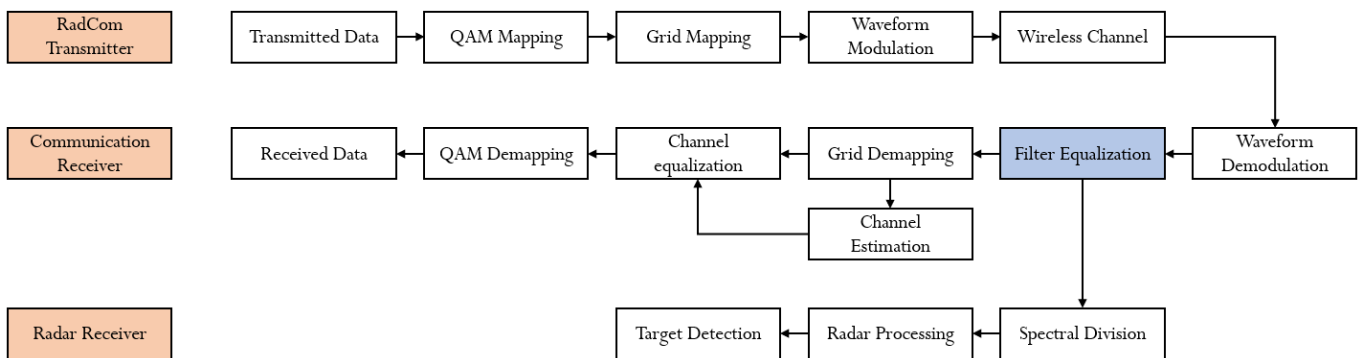 RadCom
Transmitter
Transmitted Data
QAM Mapping
Grid Mapping
Waveform
Modulation
Wireless Channel
Communication
Receiver
Received Data
QAM Demapping
Channel
equalization
Grid Demapping
Filter Equalization
Waveform
Demodulation
Channel
Estimation
Radar Receiver
Target Detection
Radar Processing
Spectral Division